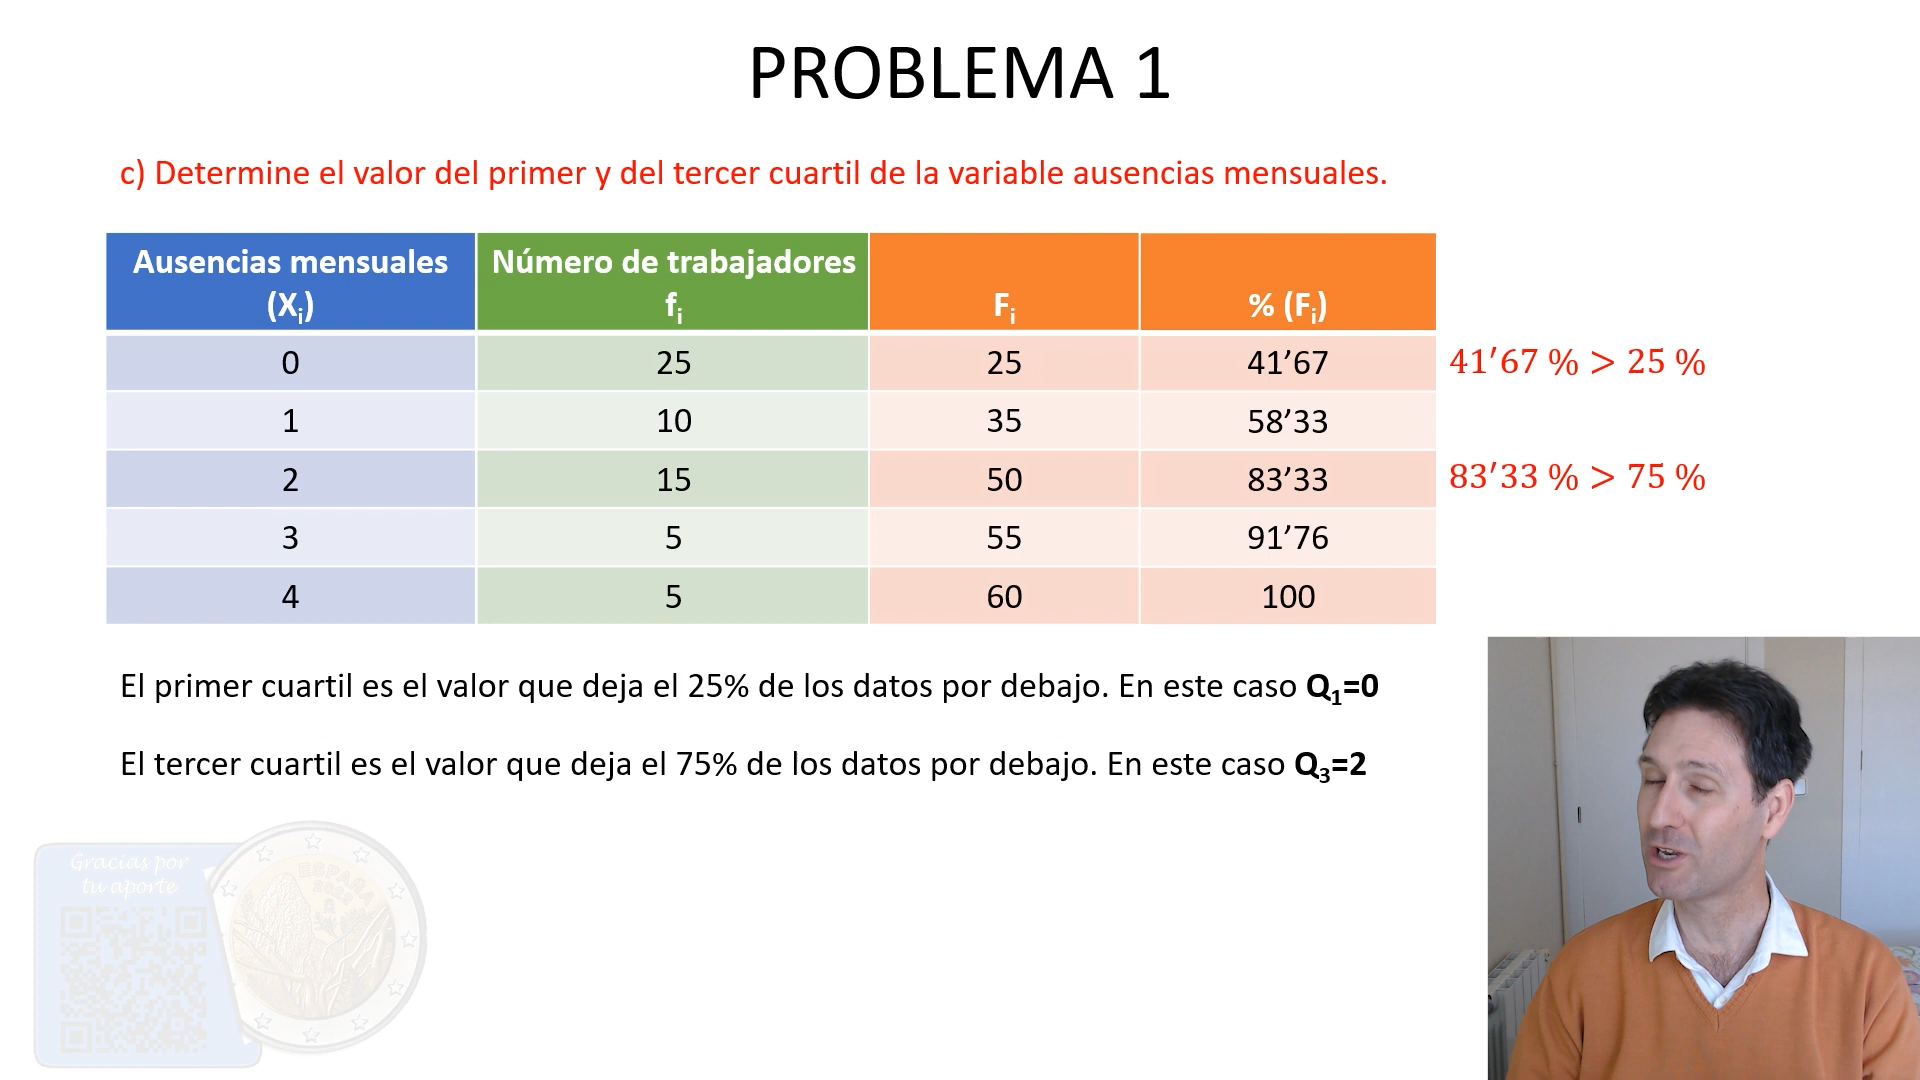 PROBLEMA 1
c) Determine el valor del primer y del tercer cuartil de la variable ausencias mensuales.
Ausencias mensuales (Xi) Número de trabajadores fi Fi % (Fi)
0 25 25 41’67 41′67 % > 25 %
1 10 35 58’33
2 15 50 83’33 83′33 % > 75 %
3 5 55 91’76
4 5 60 100
El primer cuartil es el valor que deja el 25% de los datos por debajo. En este caso Q1=0
El tercer cuartil es el valor que deja el 75% de los datos por debajo. En este caso Q3=2
Gracias por
tu aporte
ESPAÑA